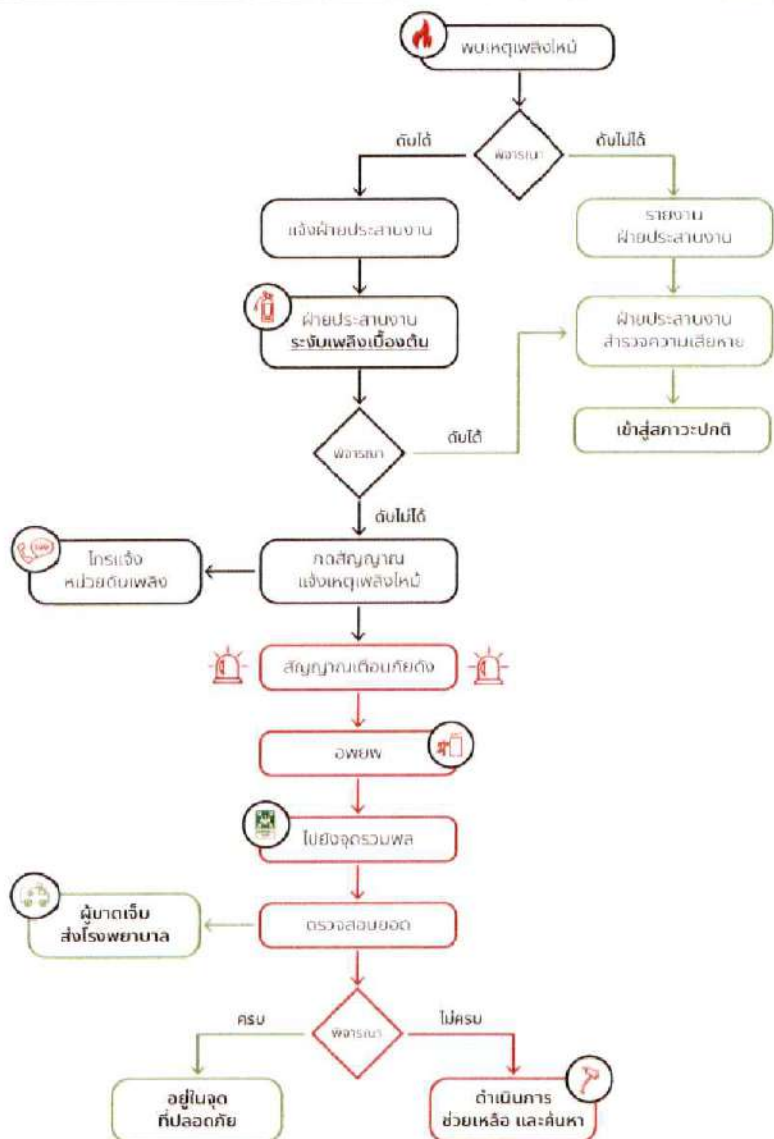 พบเหตุเพลิงไหม้
ดับได้
พิจารณา
ดับไม่ได้
แจ้งฝ่ายประสานงาน
รายงาน
ฝ่ายประสานงาน
ฝ่ายประสานงาน
ระงับเพลิงเบื้องต้น
ฝ่ายประสานงาน
สำรวจความเสียหาย
พิจารณา
ดับได้
เข้าสู่สภาวะปกติ
ดับไม่ได้
โทรแจ้ง
หน่วยดับเพลิง
กดสัญญาณ
แจ้งเหตุเพลิงไหม้
สัญญาณเตือนภัยดัง
อพยพ
ไปยังจุดรวมพล
ผู้บาดเจ็บ
ส่งโรงพยาบาล
ตรวจสอบยอด
ครบ
พิจารณา
ไม่ครบ
อยู่ในจุด
ที่ปลอดภัย
ดำเนินการ
ช่วยเหลือ และค้นหา